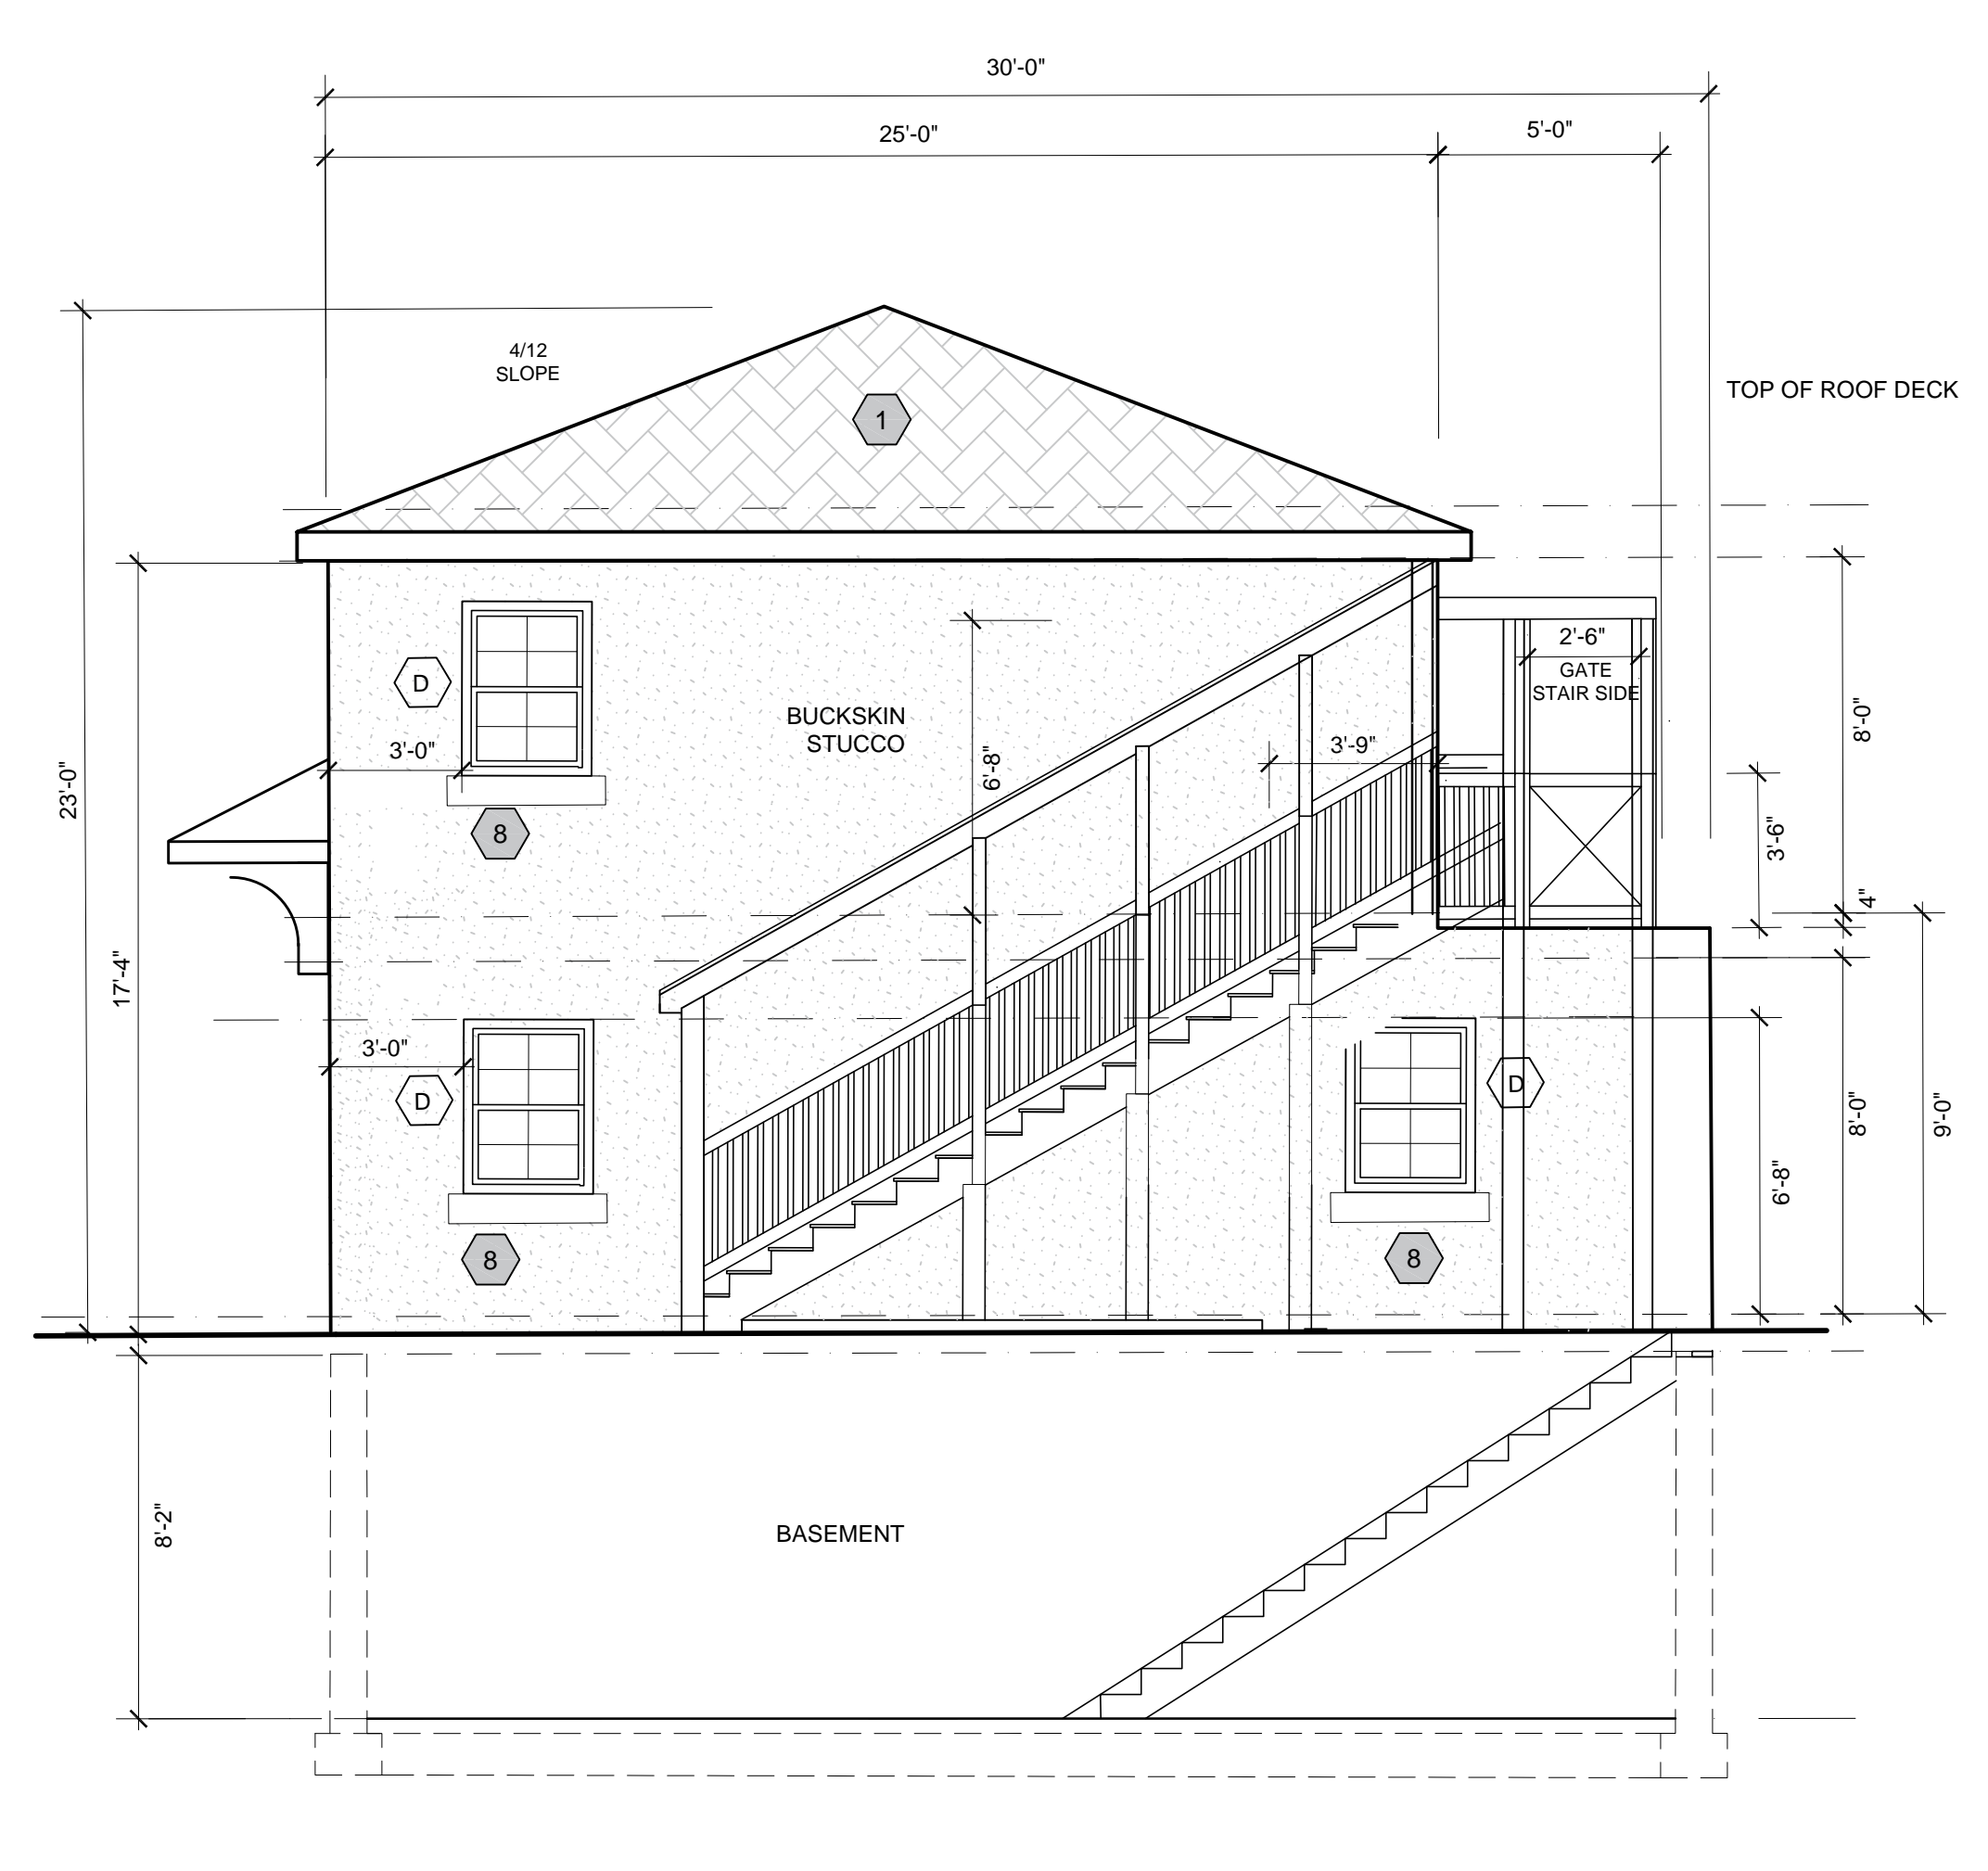 30'-0"
25'-0"
5'-0"
4/12
SLOPE
TOP OF ROOF DECK
1
2'-6"
GATE
STAIR SIDE
D
BUCKSKIN
STUCCO
3'-0"
6'-8"
3'-9"
8'-0"
23'-0"
8
3'-6"
4"
17'-4"
3'-0"
D
D
8'-0"
9'-0"
6'-8"
8
8
8'-2"
BASEMENT